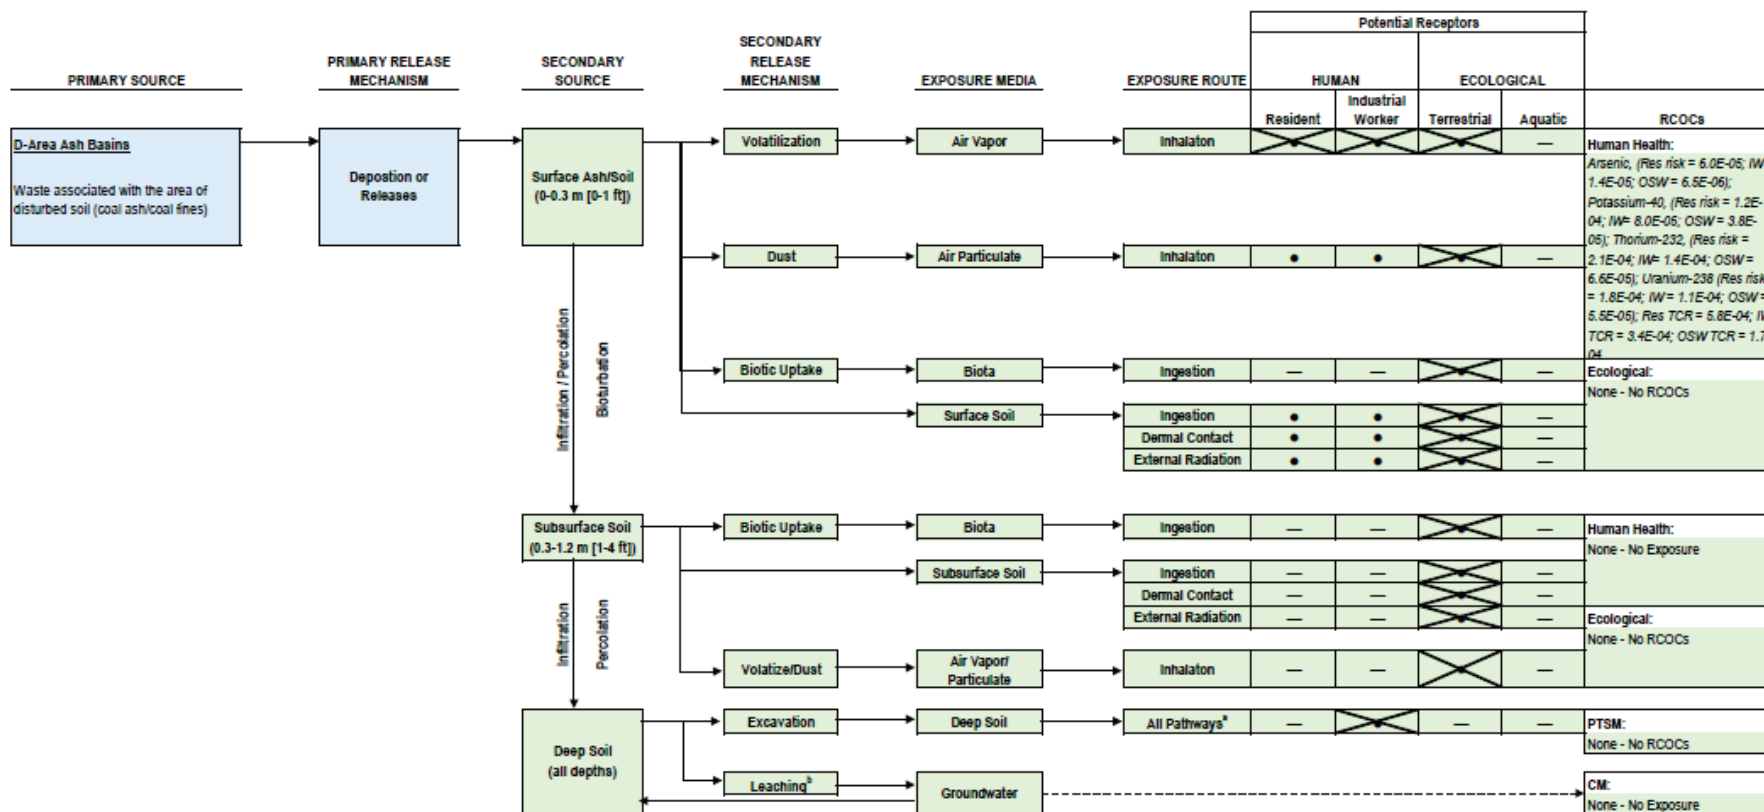 Potential Receptors
SECONDARY
RELEASE
MECHANISM
PRIMARY RELEASE
MECHANISM
SECONDARY
SOURCE
PRIMARY SOURCE
EXPOSURE MEDIA
EXPOSURE ROUTE
HUMAN
ECOLOGICAL
Resident
Industrial
Worker
Terrestrial
Aquatic
RCOCs
D-Area Ash Basins
Waste associated with the area of
disturbed soil (coal ash/coal fines)
Depostion or
Releases
Surface Ash/Soil
(0-0.3 m [0-1 ft])
Volatilization
Air Vapor
Inhalaton
● ● ● —
Human Health:
Arsenic, (Res risk = 6.0E-05; IW
1.4E-05; OSW = 6.5E-06);
Potassium-40, (Res risk = 1.2E-
04; IW= 8.0E-05; OSW = 3.8E-
05); Thorium-232, (Res risk =
2.1E-04; IW= 1.4E-04; OSW =
6.6E-05); Uranium-238 (Res risk
= 1.8E-04; IW = 1.1E-04; OSW =
5.5E-05); Res TCR = 5.8E-04; IW
TCR = 3.4E-04; OSW TCR = 1.7
04
Dust
Air Particulate
Inhalaton
● ● ● —
Infiltration / Percolation
Bioturbation
Biotic Uptake
Biota
Ingestion
— — ● —
Ecological:
None - No RCOCs
Surface Soil
Ingestion
● ● ● —
Dermal Contact
● ● ● —
External Radiation
● ● ● —
Subsurface Soil
(0.3-1.2 m [1-4 ft])
Biotic Uptake
Biota
Ingestion
— — ● —
Human Health:
None - No Exposure
Subsurface Soil
Ingestion
— — ● —
Dermal Contact
— — ● —
External Radiation
— — ● —
Ecological:
None - No RCOCs
Infiltration
Percolation
Volatize/Dust
Air Vapor/
Particulate
Inhalaton
— — ● —
Deep Soil
(all depths)
Excavation
Deep Soil
All Pathwaysᵃ
— ● — —
PTSM:
None - No RCOCs
Leachingᵇ
Groundwater
CM:
None - No Exposure